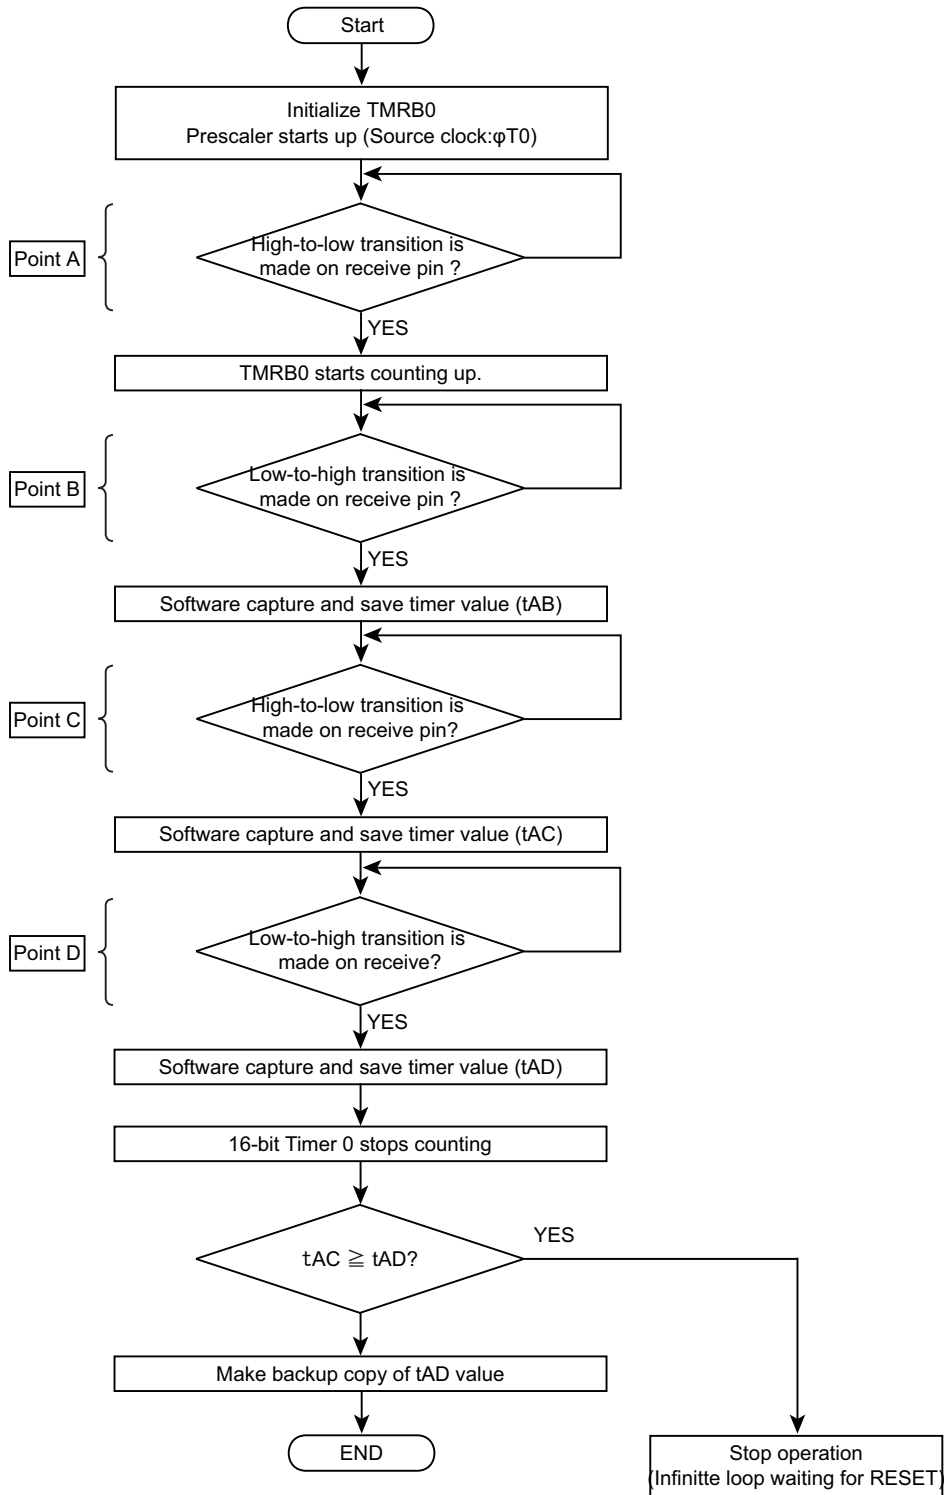 Start
Initialize TMRB0
Prescaler starts up (Source clock:φT0)
Point A
High-to-low transition is
made on receive pin ?
YES
TMRB0 starts counting up.
Point B
Low-to-high transition is
made on receive pin ?
YES
Software capture and save timer value (tAB)
Point C
High-to-low transition is
made on receive pin?
YES
Software capture and save timer value (tAC)
Point D
Low-to-high transition is
made on receive?
YES
Software capture and save timer value (tAD)
16-bit Timer 0 stops counting
tAC ≧ tAD?
YES
Make backup copy of tAD value
END
Stop operation
(Infinitte loop waiting for RESET)